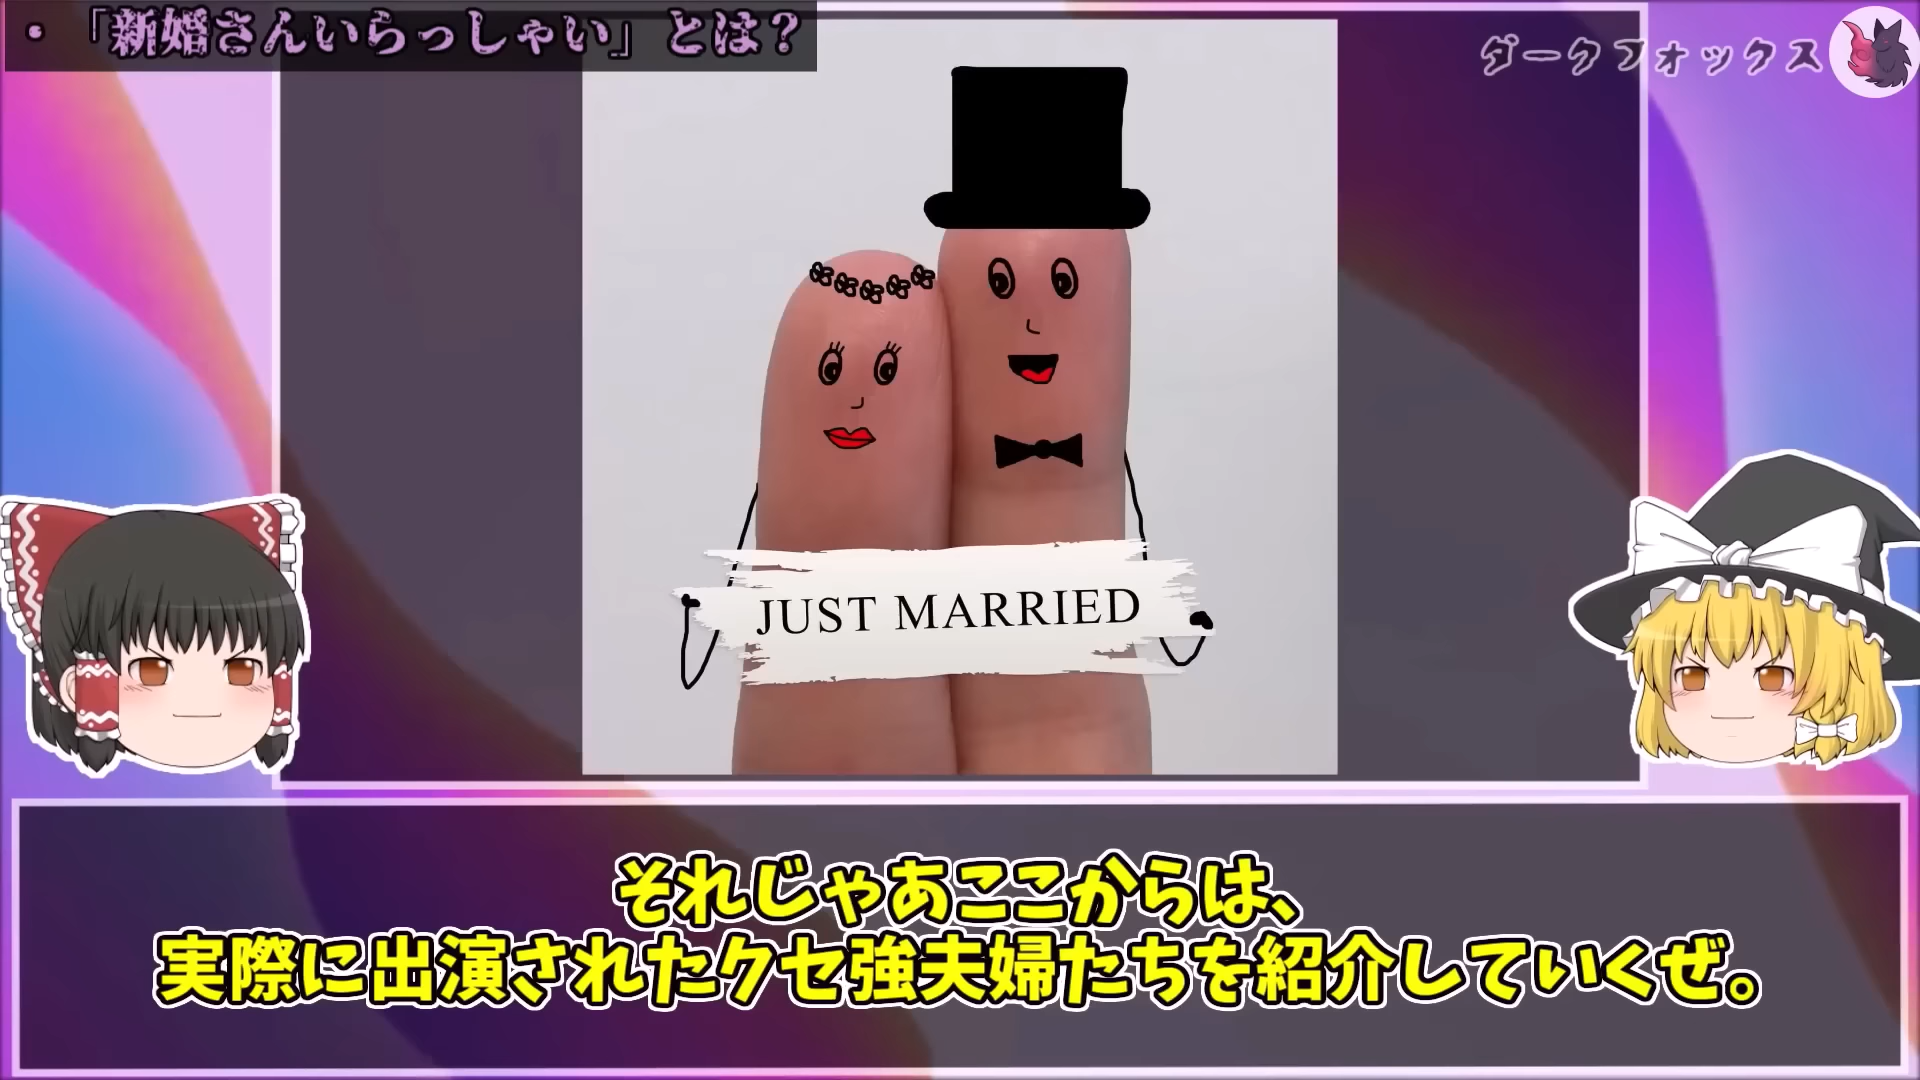 ・「新婚さんいらっしゃい」とは？
ダークフォックス
JUST MARRIED
それじゃあここからは、
実際に出演されたクセ強夫婦たちを紹介していくぜ。